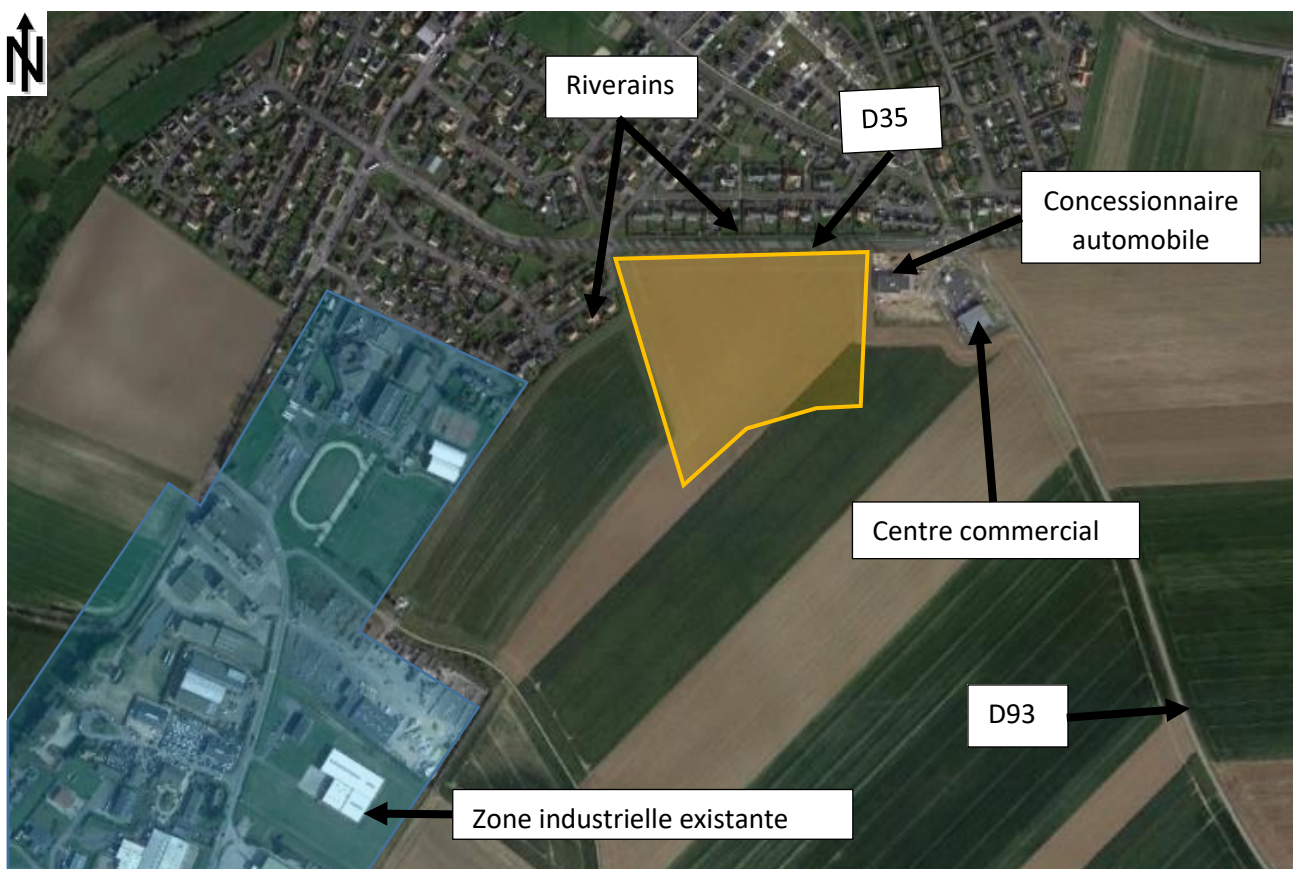 N
Riverains
D35
Concessionnaire
automobile
Centre commercial
D93
Zone industrielle existante